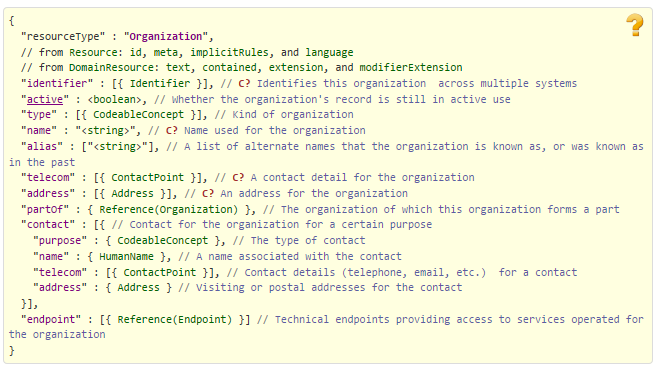 {
  "resourceType" : "Organization",
  // from Resource: id, meta, implicitRules, and language
  // from DomainResource: text, contained, extension, and modifierExtension
  "identifier" : [{ Identifier }], // C? Identifies this organization  across multiple systems
  "active" : <boolean>, // Whether the organization's record is still in active use
  "type" : [{ CodeableConcept }], // Kind of organization
  "name" : "<string>", // C? Name used for the organization
  "alias" : ["<string>"], // A list of alternate names that the organization is known as, or was known as
in the past
  "telecom" : [{ ContactPoint }], // C? A contact detail for the organization
  "address" : [{ Address }], // C? An address for the organization
  "partOf" : { Reference(Organization) }, // The organization of which this organization forms a part
  "contact" : [{ // Contact for the organization for a certain purpose
    "purpose" : { CodeableConcept }, // The type of contact
    "name" : { HumanName }, // A name associated with the contact
    "telecom" : [{ ContactPoint }], // Contact details (telephone, email, etc.)  for a contact
    "address" : { Address } // Visiting or postal addresses for the contact
  }],
  "endpoint" : [{ Reference(Endpoint) }] // Technical endpoints providing access to services operated for
the organization
}
?